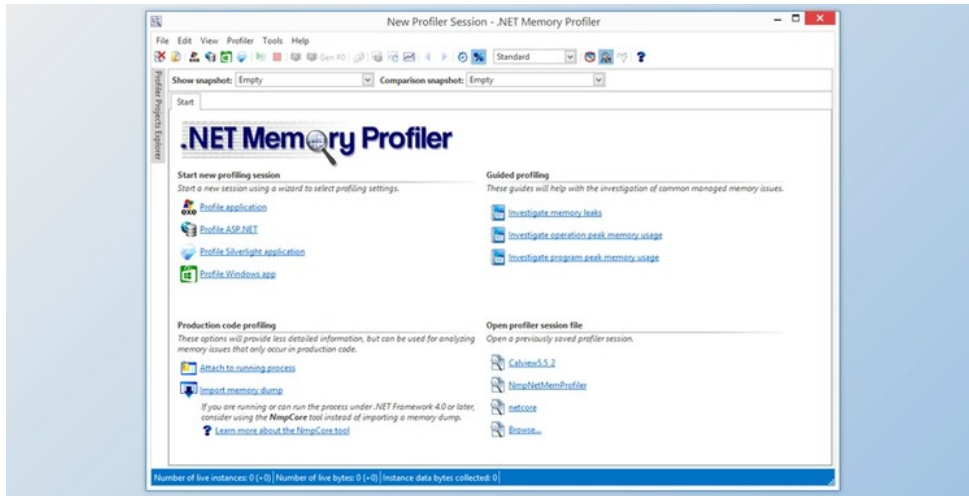 New Profiler Session - .NET Memory Profiler
File Edit View Profiler Tools Help
Gen #0
Standard
Profiler Projects Explorer
Show snapshot: Empty
Comparison snapshot: Empty
Start
.NET Memory Profiler
Start new profiling session
Start a new session using a wizard to select profiling settings.
Profile application
Profile ASP.NET
Profile Silverlight application
Profile Windows app
Guided profiling
These guides will help with the investigation of common managed memory issues.
Investigate memory leaks
Investigate operation peak memory usage
Investigate program peak memory usage
Production code profiling
These options will provide less detailed information, but can be used for analyzing
memory issues that only occur in production code.
Attach to running process
Import memory dump
If you are running or can run the process under .NET Framework 4.0 or later,
consider using the NmpCore tool instead of importing a memory dump.
Learn more about the NmpCore tool
Open profiler session file
Open a previously saved profiler session.
Calview5.5_2
NmpNetMemProfiler
netcore
Browse...
Number of live instances: 0 (+0) Number of live bytes: 0 (+0) Instance data bytes collected: 0